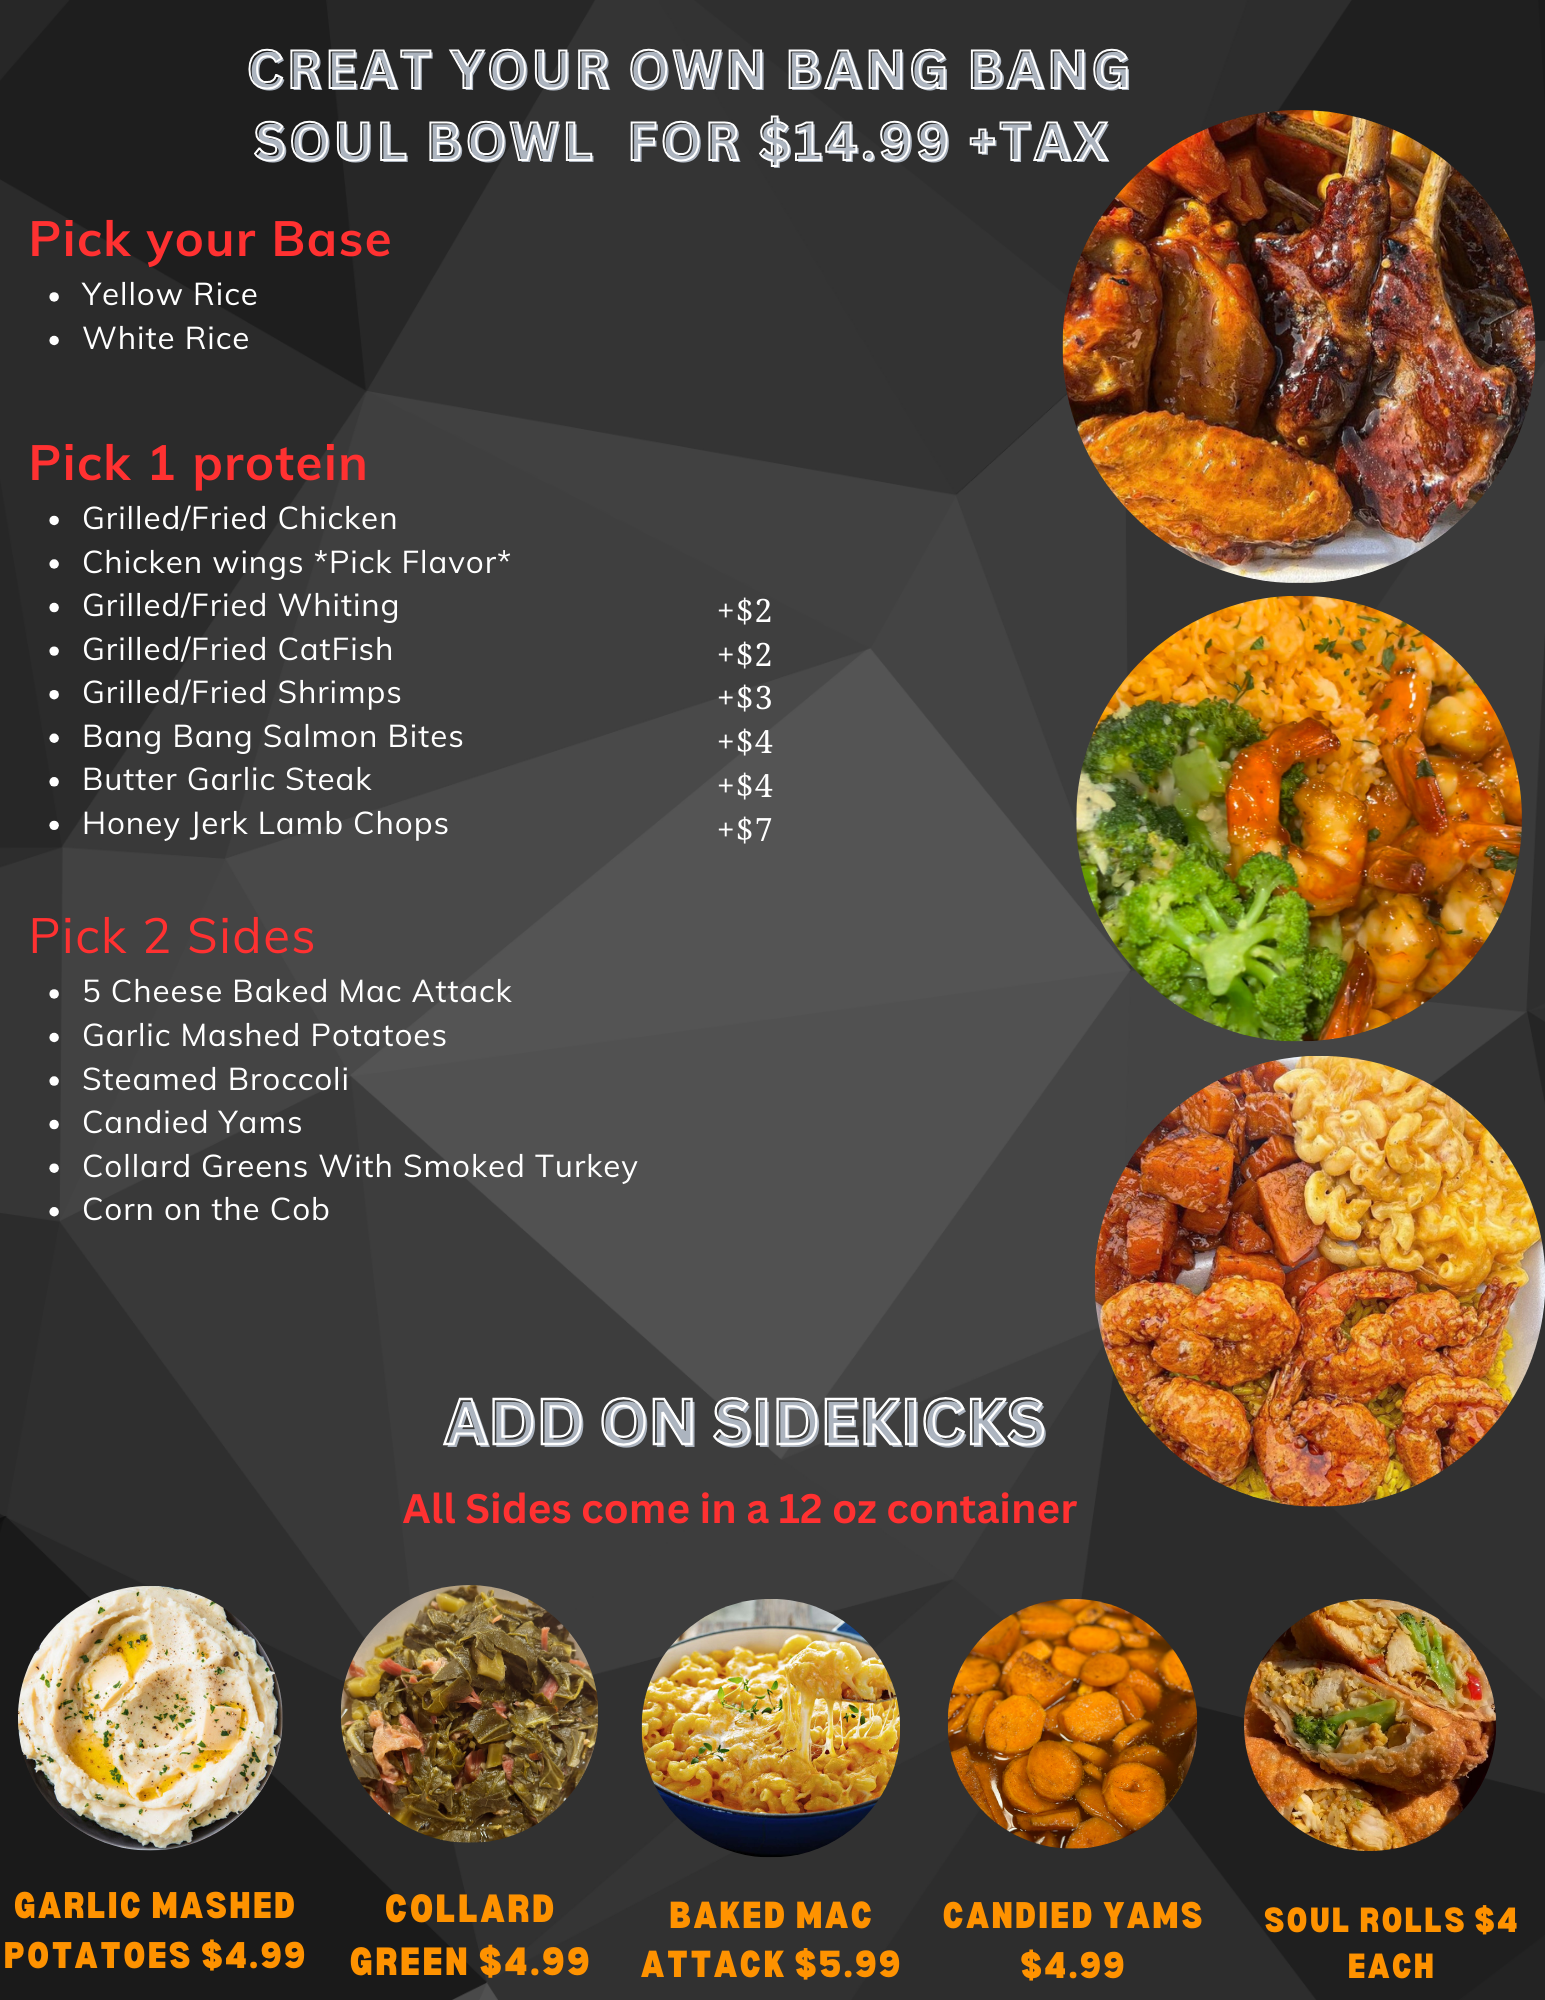 CREAT YOUR OWN BANG BANG
SOUL BOWL FOR $14.99 +TAX
Pick your Base
• Yellow Rice
• White Rice
Pick 1 protein
• Grilled/Fried Chicken
• Chicken wings *Pick Flavor*
• Grilled/Fried Whiting +$2
• Grilled/Fried CatFish +$2
• Grilled/Fried Shrimps +$3
• Bang Bang Salmon Bites +$4
• Butter Garlic Steak +$4
• Honey Jerk Lamb Chops +$7
Pick 2 Sides
• 5 Cheese Baked Mac Attack
• Garlic Mashed Potatoes
• Steamed Broccoli
• Candied Yams
• Collard Greens With Smoked Turkey
• Corn on the Cob
ADD ON SIDEKICKS
All Sides come in a 12 oz container
GARLIC MASHED
POTATOES $4.99
COLLARD
GREEN $4.99
BAKED MAC
ATTACK $5.99
CANDIED YAMS
$4.99
SOUL ROLLS $4
EACH